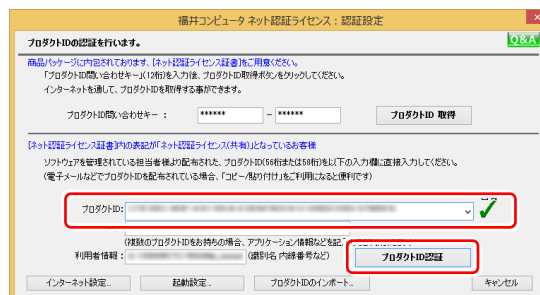 福井コンピュータ ネット認証ライセンス：認証設定
プロダクトIDの認証を行います。
Q&A
商品パッケージに内包されております、[ネット認証ライセンス証書]をご用意ください。
「プロダクトID問い合わせキー」(12桁)を入力後、プロダクトID取得ボタンをクリックしてください。
インターネットを通して、プロダクトIDを取得する事ができます。
プロダクトID問い合わせキー： ****** - ****** プロダクトID 取得
[ネット認証ライセンス証書]内の表記が「ネット認証ライセンス(共有)」となっているお客様
ソフトウェアを管理されている担当者様より配布された、プロダクトID(56桁または58桁)を以下の入力欄に直接入力してください。
(電子メールなどでプロダクトIDを配布されている場合、「コピー/貼り付け」をご利用になると便利です)
プロダクトID:
(複数のプロダクトIDをお持ちの場合、アプリケーション情報などを記
利用者情報： (識別名 内線番号など) プロダクトID認証
インターネット設定... 起動設定... プロダクトIDのインポート... キャンセル